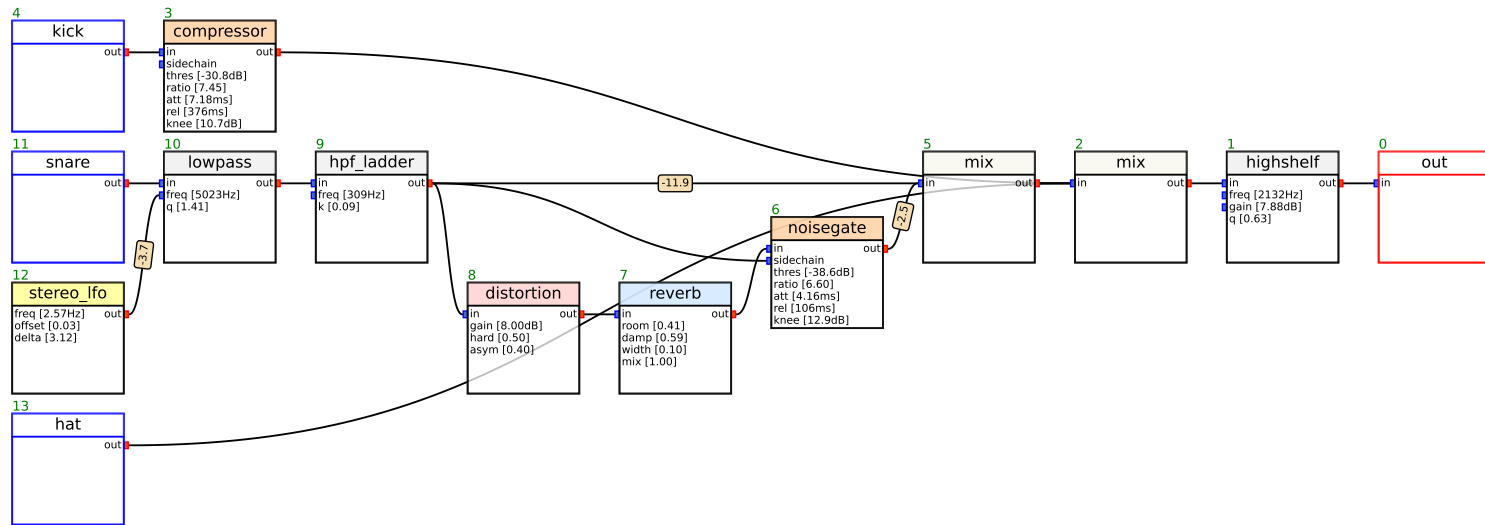 4
kick
out
3
compressor
in out
sidechain
thres [-30.8dB]
ratio [7.45]
att [7.18ms]
rel [376ms]
knee [10.7dB]
11
snare
out
10
lowpass
in out
freq [5023Hz]
q [1.41]
9
hpf_ladder
in out
freq [309Hz]
k [0.09]
-11.9
5
mix
in out
2
mix
in out
1
highshelf
in out
freq [2132Hz]
gain [7.88dB]
q [0.63]
0
out
in
-3.7
-2.5
6
noisegate
in out
sidechain
thres [-38.6dB]
ratio [6.60]
att [4.16ms]
rel [106ms]
knee [12.9dB]
12
stereo_lfo
freq [2.57Hz] out
offset [0.03]
delta [3.12]
8
distortion
in out
gain [8.00dB]
hard [0.50]
asym [0.40]
7
reverb
in out
room [0.41]
damp [0.59]
width [0.10]
mix [1.00]
13
hat
out